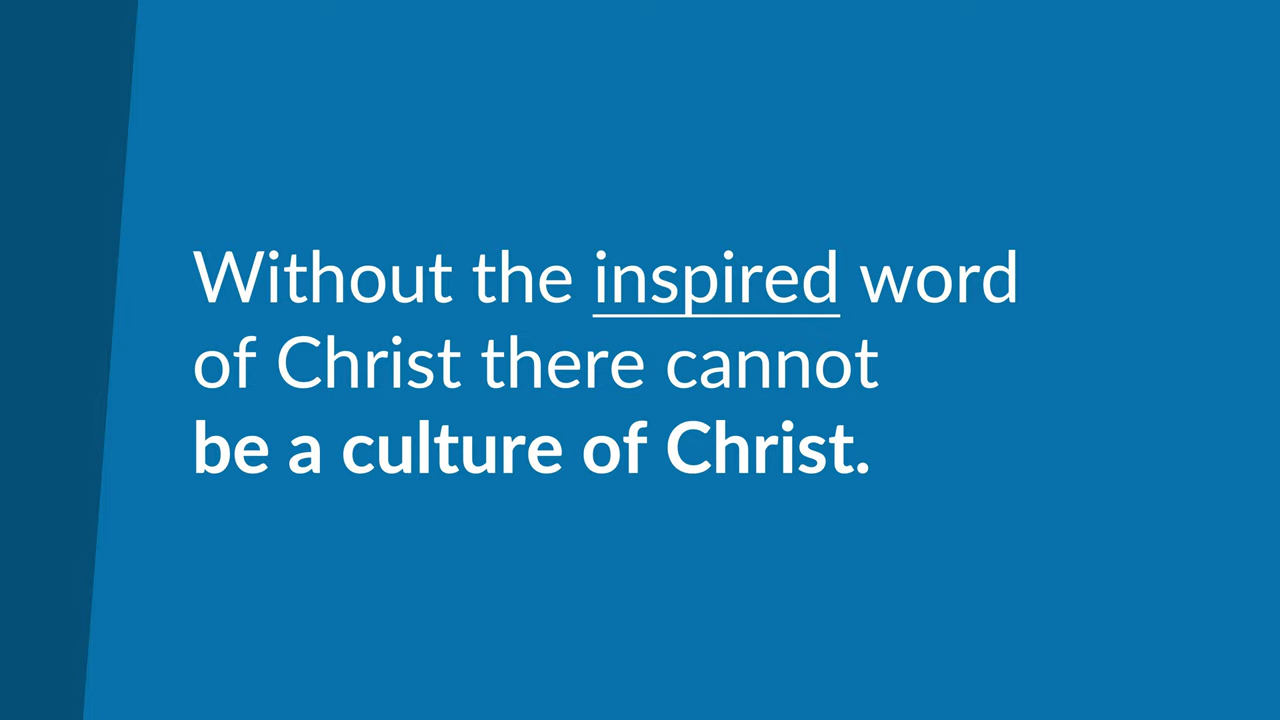 Without the inspired word
of Christ there cannot
be a culture of Christ.